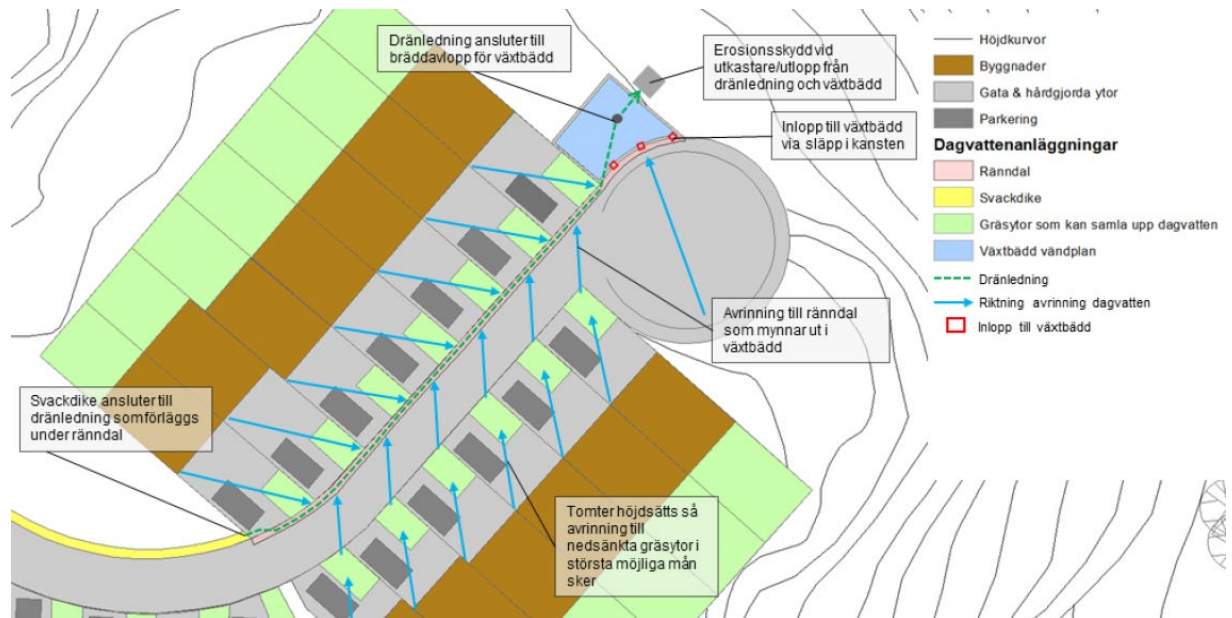 Dränledning ansluter till
bräddavlopp för växtbädd
Erosionsskydd vid
utkastare/utlopp från
dränledning och växtbädd
Inlopp till växtbädd
via släpp i kansten
Avrinning till ränndal
som mynnar ut i
växtbädd
Svackdike ansluter till
dränledning somförläggs
under ränndal
Tomter höjdsätts så
avrinning till
nedsänkta gräsytor i
största möjliga mån
sker
Höjdkurvor
Byggnader
Gata & hårdgjorda ytor
Parkering
Dagvattenanläggningar
Ränndal
Svackdike
Gräsytor som kan samla upp dagvatten
Växtbädd vändplan
Dränledning
Riktning avrinning dagvatten
Inlopp till växtbädd